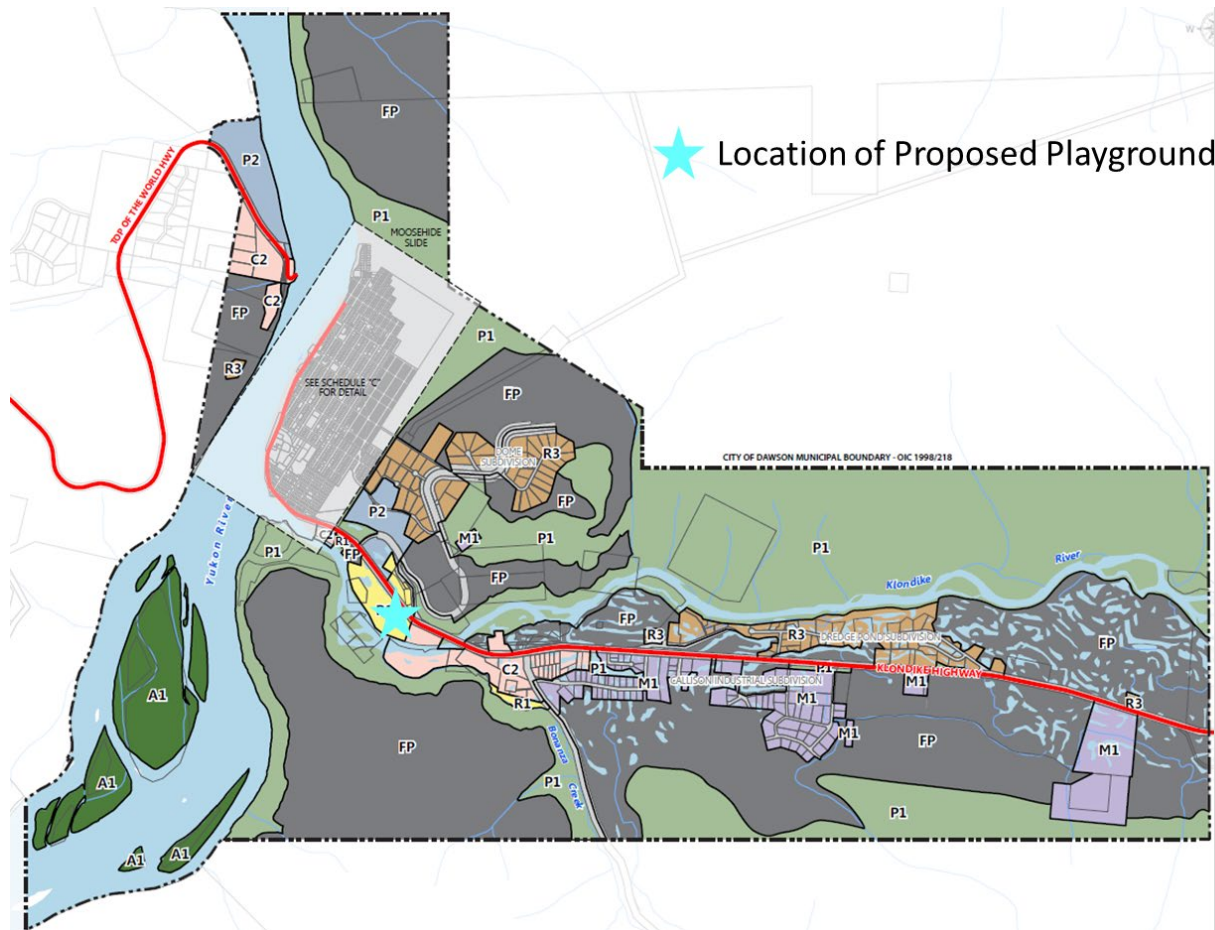 W
FP
Location of Proposed Playground
P2
TOP OF THE WORLD HWY
P1
MOOSEHIDE
SLIDE
C2
C2
FP
P1
R3
SEE SCHEDULE "C"
FOR DETAIL
FP
DOME
SUBDIVISION
R3
CITY OF DAWSON MUNICIPAL BOUNDARY - OIC 1998/218
FP
P2
Yukon River
C2
R1
FP
P1
M1
P1
P1
FP
Klondike
River
FP
R3
R3
DREDGE POND SUBDIVISION
FP
C2
P1
P1
KLONDIKE HIGHWAY
M1
GALLISON INDUSTRIAL SUBDIVISION
M1
M1
R1
R3
A1
M1
FP
FP
M1
Bonanza
Creek
P1
A1
P1
A1
A1